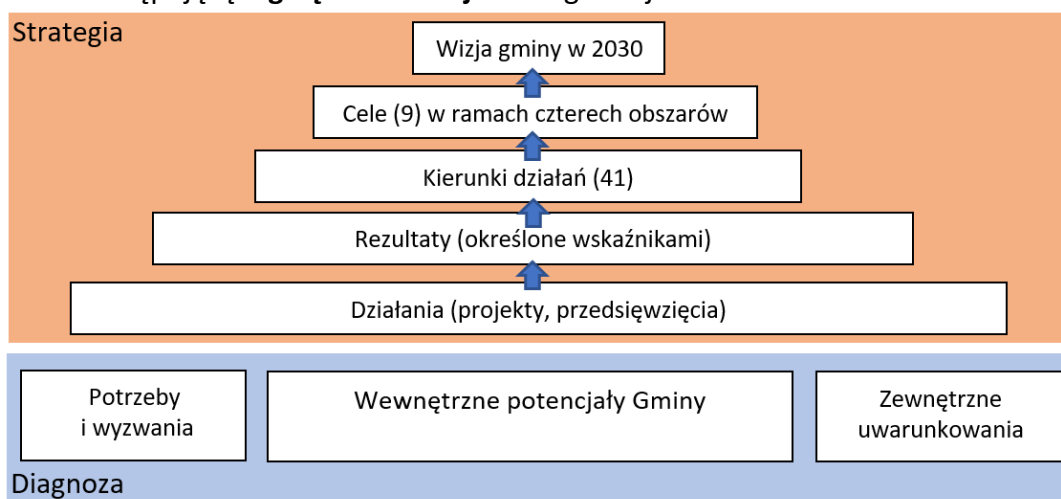 Strategia
Wizja gminy w 2030
Cele (9) w ramach czterech obszarów
Kierunki działań (41)
Rezultaty (określone wskaźnikami)
Działania (projekty, przedsięwzięcia)
Potrzeby
i wyzwania
Wewnętrzne potencjały Gminy
Zewnętrzne
uwarunkowania
Diagnoza